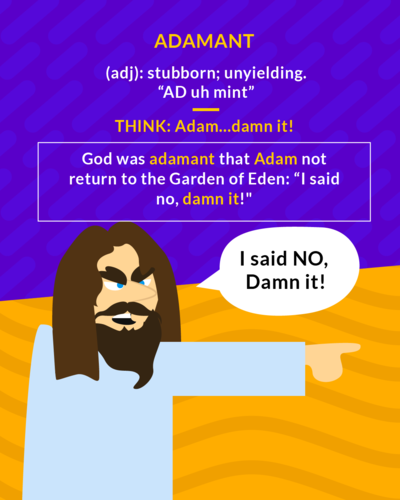 ADAMANT
(adj): stubborn; unyielding.
“AD uh mint”
THINK: Adam...damn it!
God was adamant that Adam not
return to the Garden of Eden: “I said
no, damn it!"
I said NO,
Damn it!